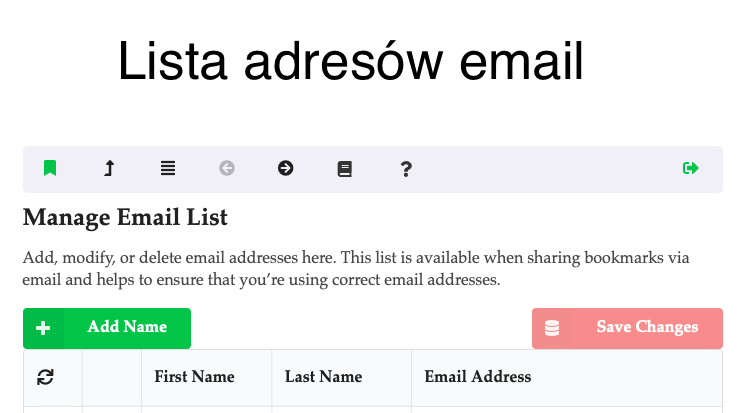 Lista adresów email
Manage Email List
Add, modify, or delete email addresses here. This list is available when sharing bookmarks via
email and helps to ensure that you’re using correct email addresses.
Add Name
Save Changes
First Name
Last Name
Email Address